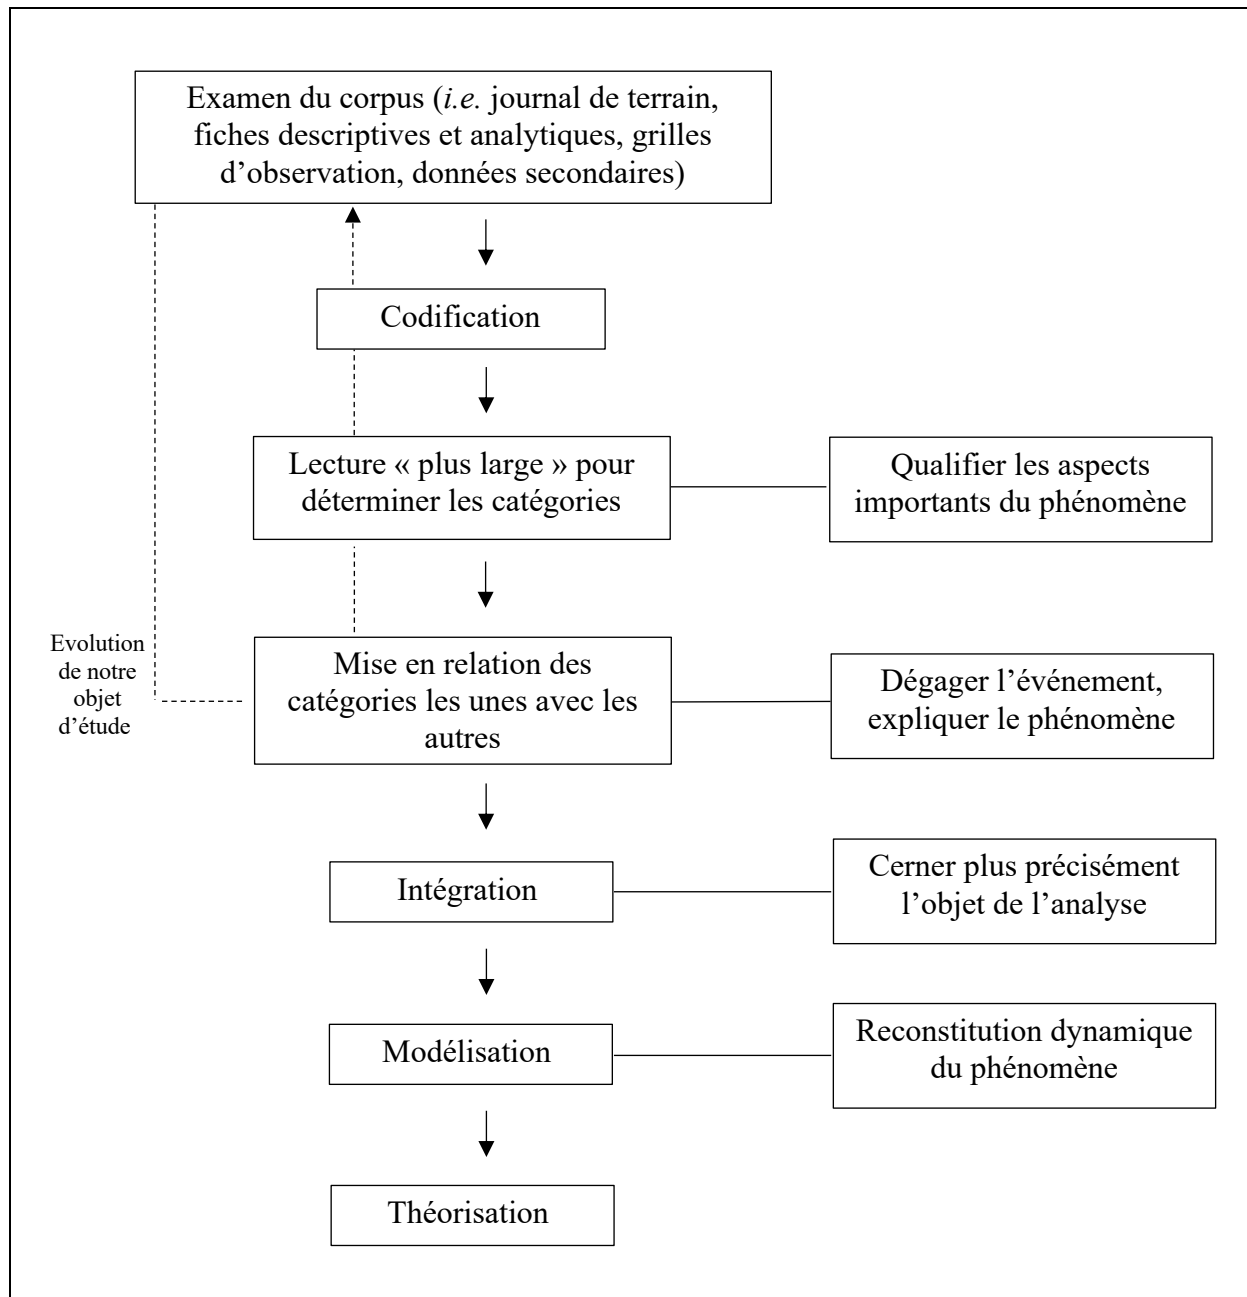 Examen du corpus (i.e. journal de terrain,
fiches descriptives et analytiques, grilles
d’observation, données secondaires)
Codification
Lecture « plus large » pour
déterminer les catégories
Qualifier les aspects
importants du phénomène
Evolution
de notre
objet
d’étude
Mise en relation des
catégories les unes avec les
autres
Dégager l’événement,
expliquer le phénomène
Intégration
Cerner plus précisément
l’objet de l’analyse
Modélisation
Reconstitution dynamique
du phénomène
Théorisation